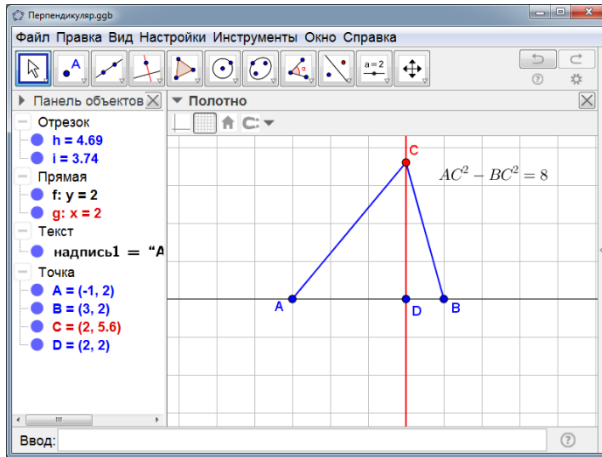 Перпендикуляр.ggb
Файл Правка Вид Настройки Инструменты Окно Справка
A
a=2
Панель объектов
Полотно
Отрезок
h = 4.69
i = 3.74
Прямая
f: y = 2
g: x = 2
Текст
надпись1 = “A
Точка
A = (-1, 2)
B = (3, 2)
C = (2, 5.6)
D = (2, 2)
C
AC² − BC² = 8
A
D
B
Ввод: